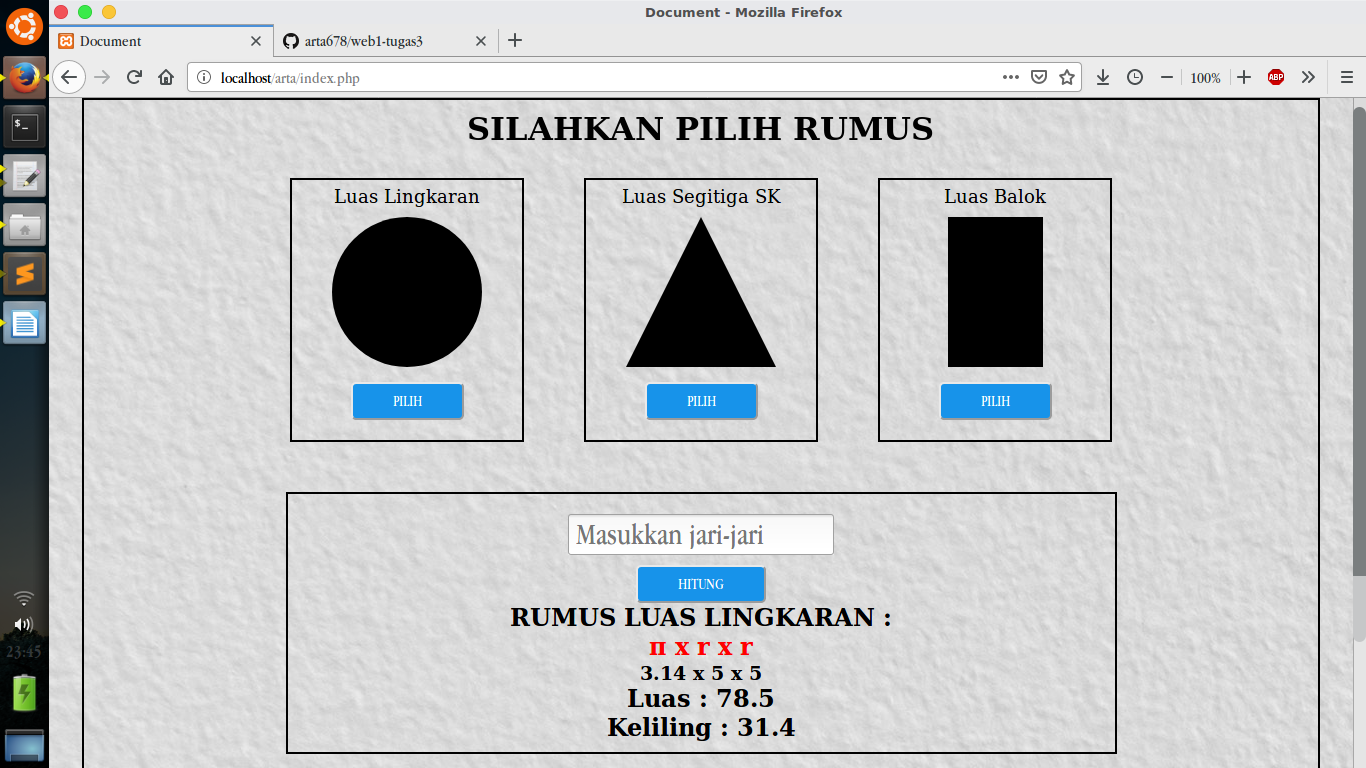 Document - Mozilla Firefox
Document
arta678/web1-tugas3
localhost/arta/index.php
100%
ABP
SILAHKAN PILIH RUMUS
Luas Lingkaran
PILIH
Luas Segitiga SK
PILIH
Luas Balok
PILIH
Masukkan jari-jari
HITUNG
RUMUS LUAS LINGKARAN :
π x r x r
3.14 x 5 x 5
Luas : 78.5
Keliling : 31.4
23:45